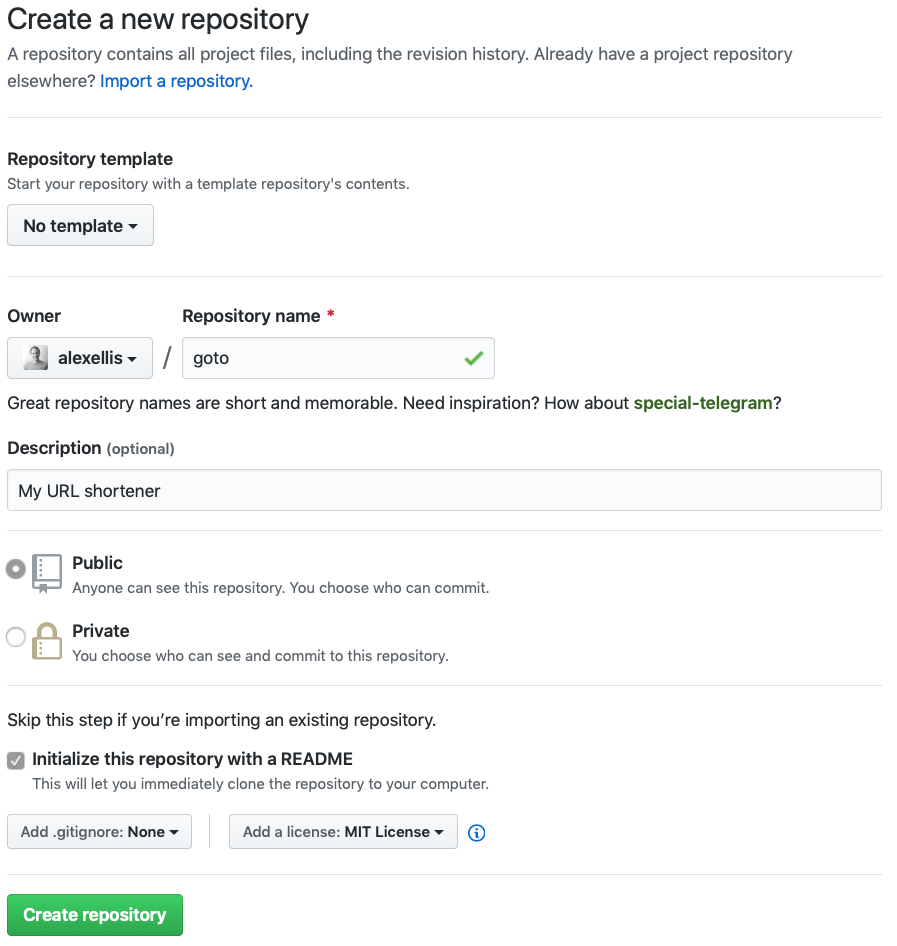 Create a new repository
A repository contains all project files, including the revision history. Already have a project repository
elsewhere? Import a repository.
Repository template
Start your repository with a template repository's contents.
No template
Owner
Repository name *
alexellis / goto
Great repository names are short and memorable. Need inspiration? How about special-telegram?
Description (optional)
My URL shortener
Public
Anyone can see this repository. You choose who can commit.
Private
You choose who can see and commit to this repository.
Skip this step if you’re importing an existing repository.
Initialize this repository with a README
This will let you immediately clone the repository to your computer.
Add .gitignore: None
Add a license: MIT License
Create repository